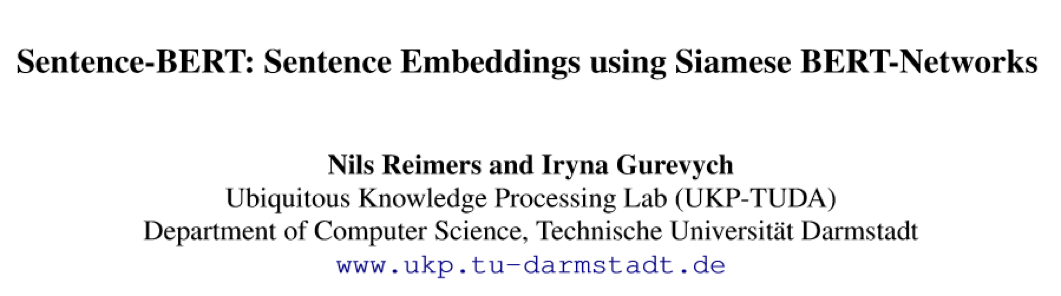 Sentence-BERT: Sentence Embeddings using Siamese BERT-Networks
Nils Reimers and Iryna Gurevych
Ubiquitous Knowledge Processing Lab (UKP-TUDA)
Department of Computer Science, Technische Universität Darmstadt
www.ukp.tu-darmstadt.de